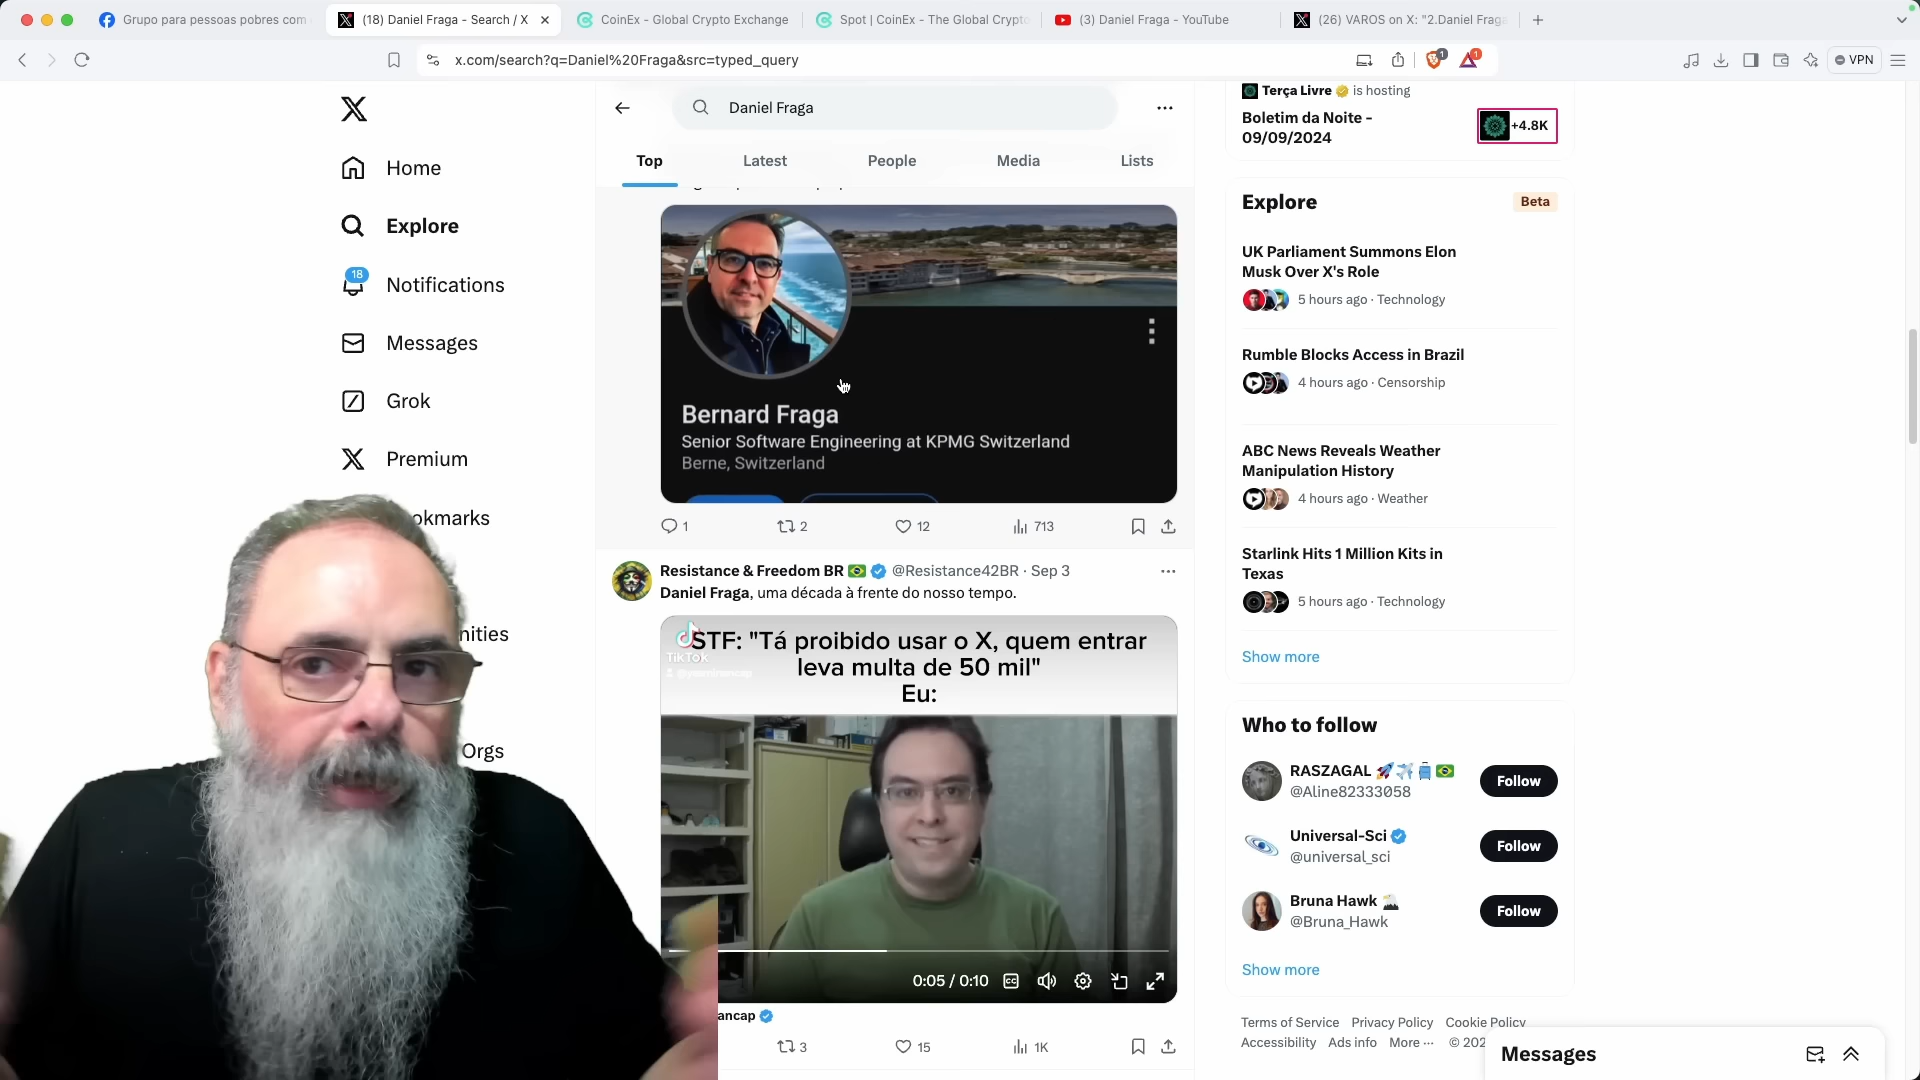 Grupo para pessoas pobres com
(18) Daniel Fraga - Search / X
CoinEx - Global Crypto Exchange
Spot | CoinEx - The Global Crypto
(3) Daniel Fraga - YouTube
(26) VAROS on X: "2.Daniel Fraga
x.com/search?q=Daniel%20Fraga&src=typed_query
1
1
VPN
Home
Explore
18
Notifications
Messages
Grok
Premium
okmarks
nities
Orgs
Daniel Fraga
Top
Latest
People
Media
Lists
Bernard Fraga
Senior Software Engineering at KPMG Switzerland
Berne, Switzerland
1
2
12
713
Resistance & Freedom BR @Resistance42BR · Sep 3
Daniel Fraga, uma década à frente do nosso tempo.
STF: "Tá proibido usar o X, quem entrar
leva multa de 50 mil"
Eu:
TikTok
0:05 / 0:10
ancap
3
15
1K
Terça Livre is hosting
Boletim da Noite -
09/09/2024
+4.8K
Explore
Beta
UK Parliament Summons Elon
Musk Over X's Role
5 hours ago · Technology
Rumble Blocks Access in Brazil
4 hours ago · Censorship
ABC News Reveals Weather
Manipulation History
4 hours ago · Weather
Starlink Hits 1 Million Kits in
Texas
5 hours ago · Technology
Show more
Who to follow
RASZAGAL
@Aline82333058
Follow
Universal-Sci
@universal_sci
Follow
Bruna Hawk
@Bruna_Hawk
Follow
Show more
Terms of Service Privacy Policy Cookie Policy
Accessibility Ads info More ··· © 202
Messages